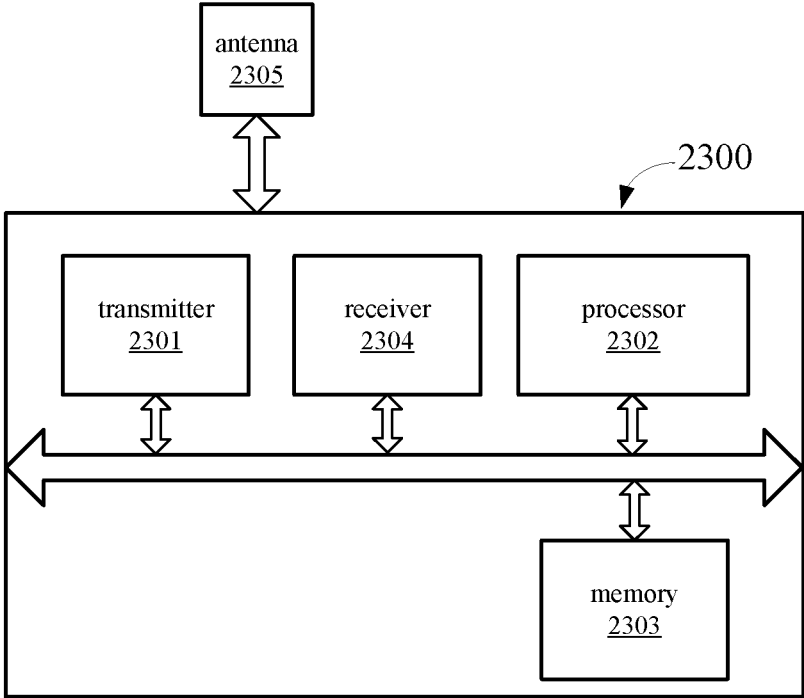 antenna
2305
2300
transmitter
2301
receiver
2304
processor
2302
memory
2303